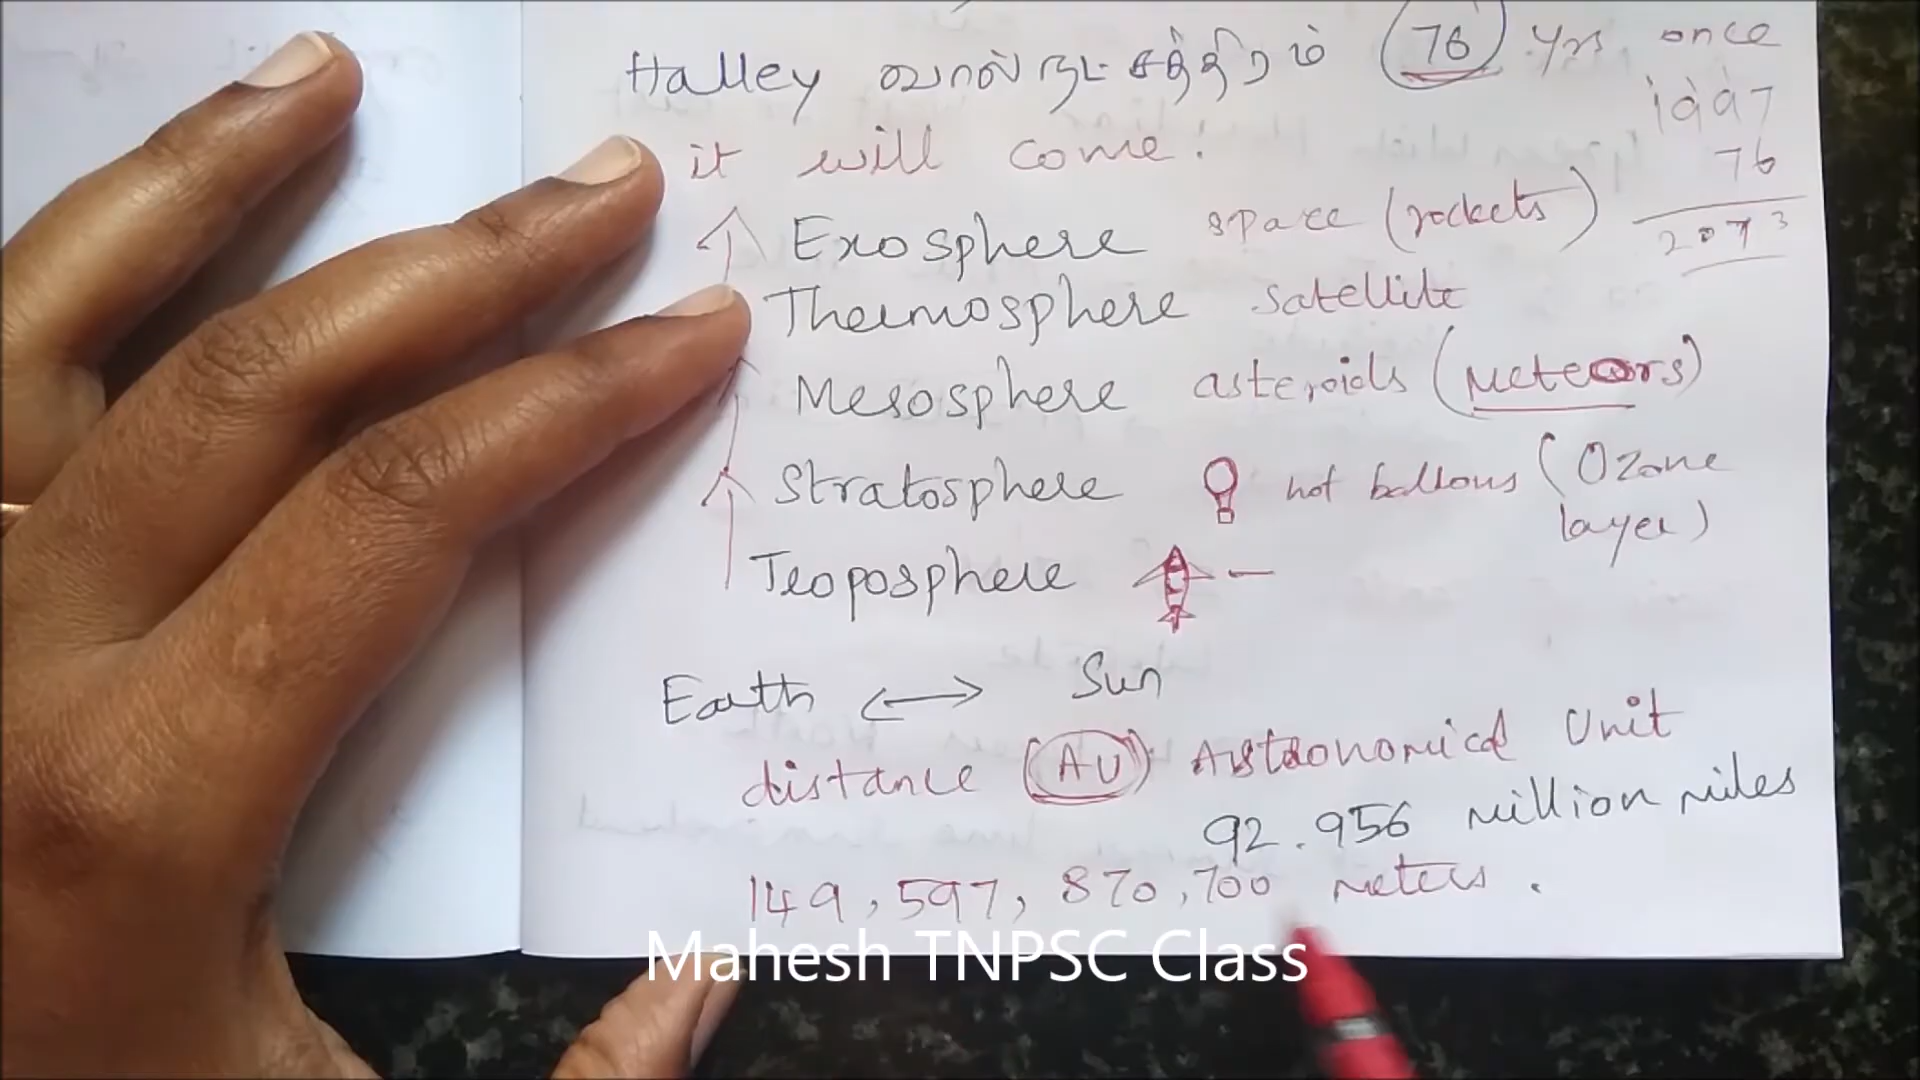 Halley வால் நட்சத்திரம் (76) yrs once
it will come!
1997
76
2073
Exosphere space (rockets)
Thermosphere satellite
Mesosphere asteroids (Meteors)
Stratosphere hot ballons (Ozone
layer)
Troposphere
Earth ↔ Sun
distance (AU) Astronomical Unit
92.956 Million Miles
149,597,870,700 meters.
Mahesh TNPSC Class